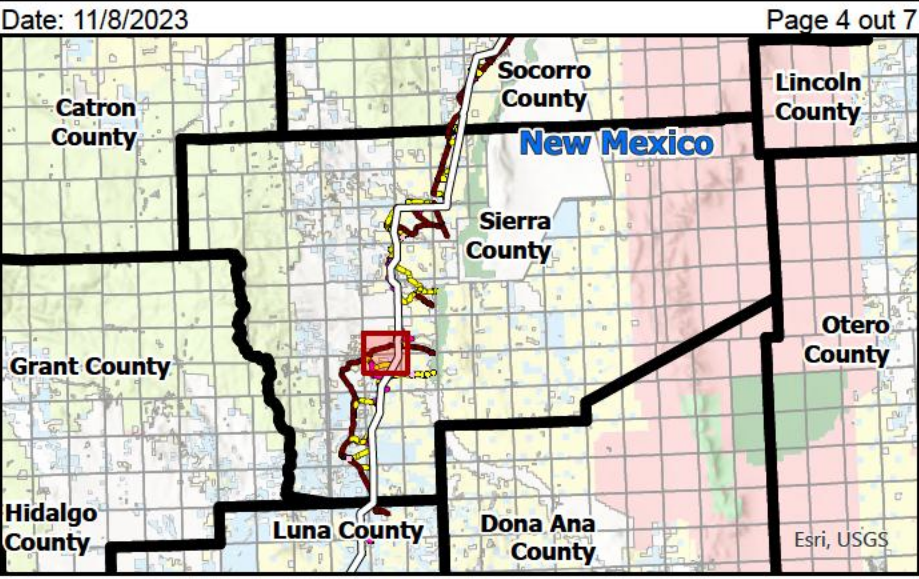 Date: 11/8/2023
Page 4 out 7
Socorro
County
Lincoln
County
Catron
County
New Mexico
Sierra
County
Otero
County
Grant County
Hidalgo
County
Luna County
Dona Ana
County
Esri, USGS